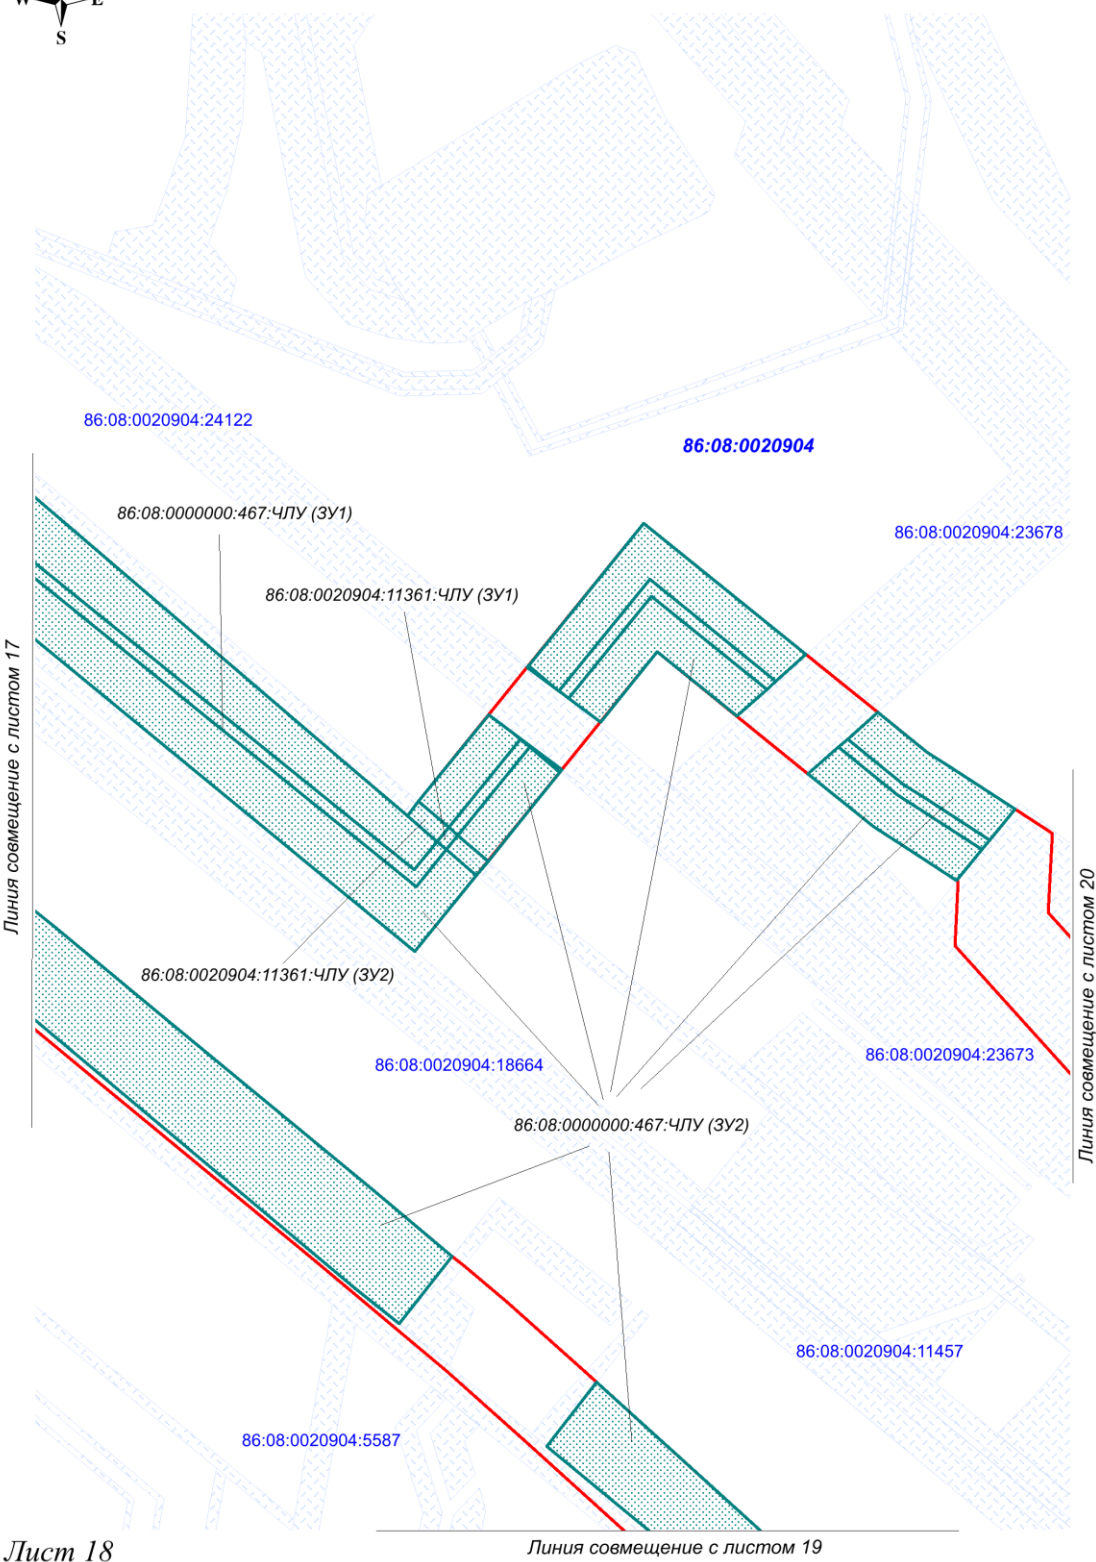 W
E
S
86:08:0020904:24122
86:08:0020904
86:08:0000000:467:ЧЛУ (ЗУ1)
86:08:0020904:23678
86:08:0020904:11361:ЧЛУ (ЗУ1)
Линия совмещение с листом 17
Линия совмещение с листом 20
86:08:0020904:11361:ЧЛУ (ЗУ2)
86:08:0020904:18664
86:08:0020904:23673
86:08:0000000:467:ЧЛУ (ЗУ2)
86:08:0020904:11457
86:08:0020904:5587
Линия совмещение с листом 19
Лист 18